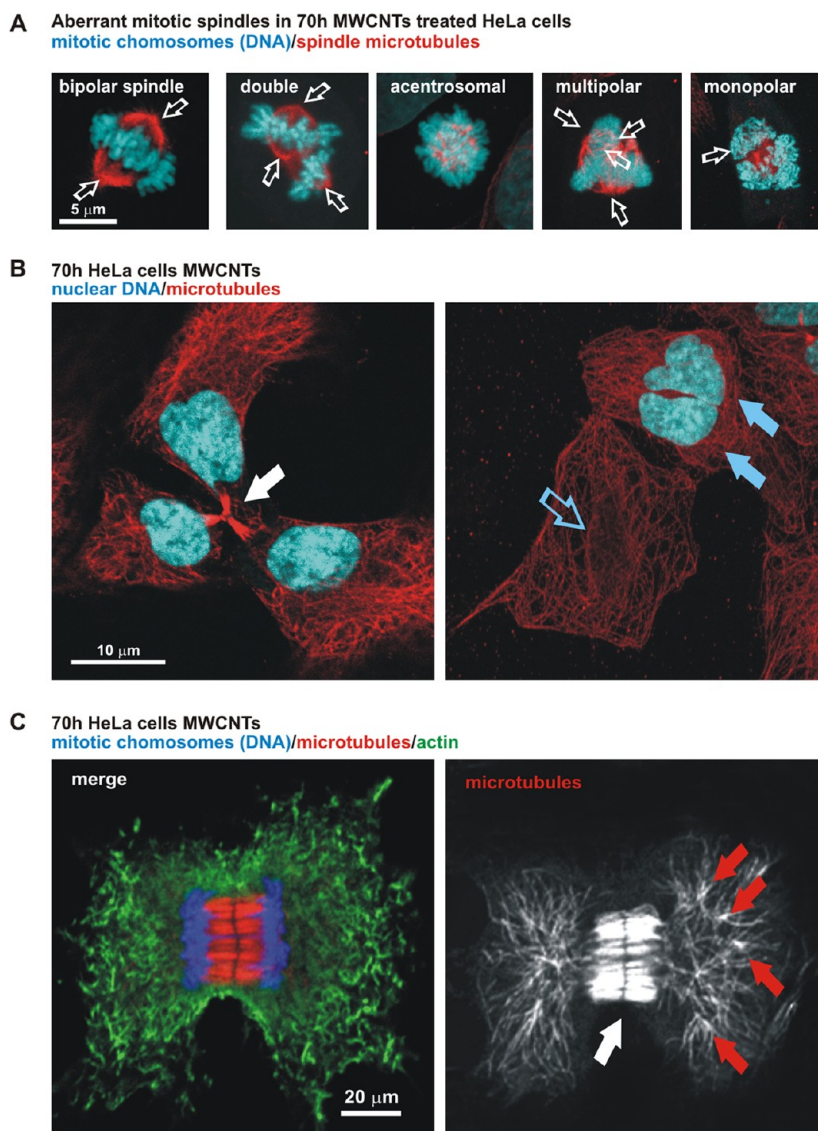 A
Aberrant mitotic spindles in 70h MWCNTs treated HeLa cells
mitotic chromosomes (DNA)/spindle microtubules
bipolar spindle
double
acentrosomal
multipolar
monopolar
5 μm
B
70h HeLa cells MWCNTs
nuclear DNA/microtubules
10 μm
C
70h HeLa cells MWCNTs
mitotic chromosomes (DNA)/microtubules/actin
merge
microtubules
20 μm